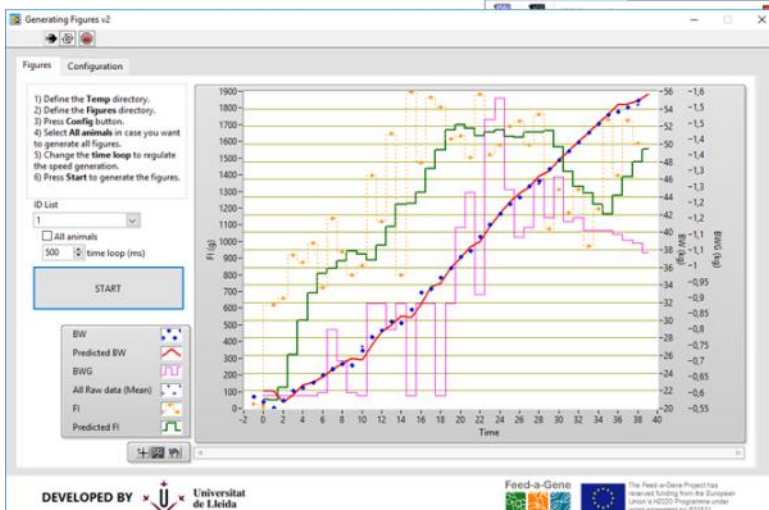 Generating Figures v2
Figures Configuration
1) Define the Temp directory.
2) Define the Figures directory.
3) Press Config button.
4) Select All animals in case you want
to generate all figures.
5) Change the time loop to regulate
the speed generation.
6) Press Start to generate the figures.
ID List
1
All animals
500 time loop (ms)
START
BW
Predicted BW
BWG
All Raw data (Mean)
FI
Predicted FI
FI (g)
1900
1800
1700
1600
1500
1400
1300
1200
1100
1000
900
800
700
600
500
400
300
200
100
0
-2 0 2 4 6 8 10 12 14 16 18 20 22 24 26 28 30 32 34 36 38 40
Time
56
54
52
50
48
46
44
42
40
38
36
34
32
30
28
26
24
22
20
BW (kg)
1,6
1,5
1,5
1,4
1,4
1,3
1,3
1,2
1,2
1,1
1,1
1
0,95
0,9
0,85
0,8
0,75
0,7
0,65
0,6
0,55
BWG (kg)
DEVELOPED BY
Universitat
de Lleida
Feed-a-Gene
The Feed-a-Gene Project has
received funding from the European
Union's H2020 Programme under